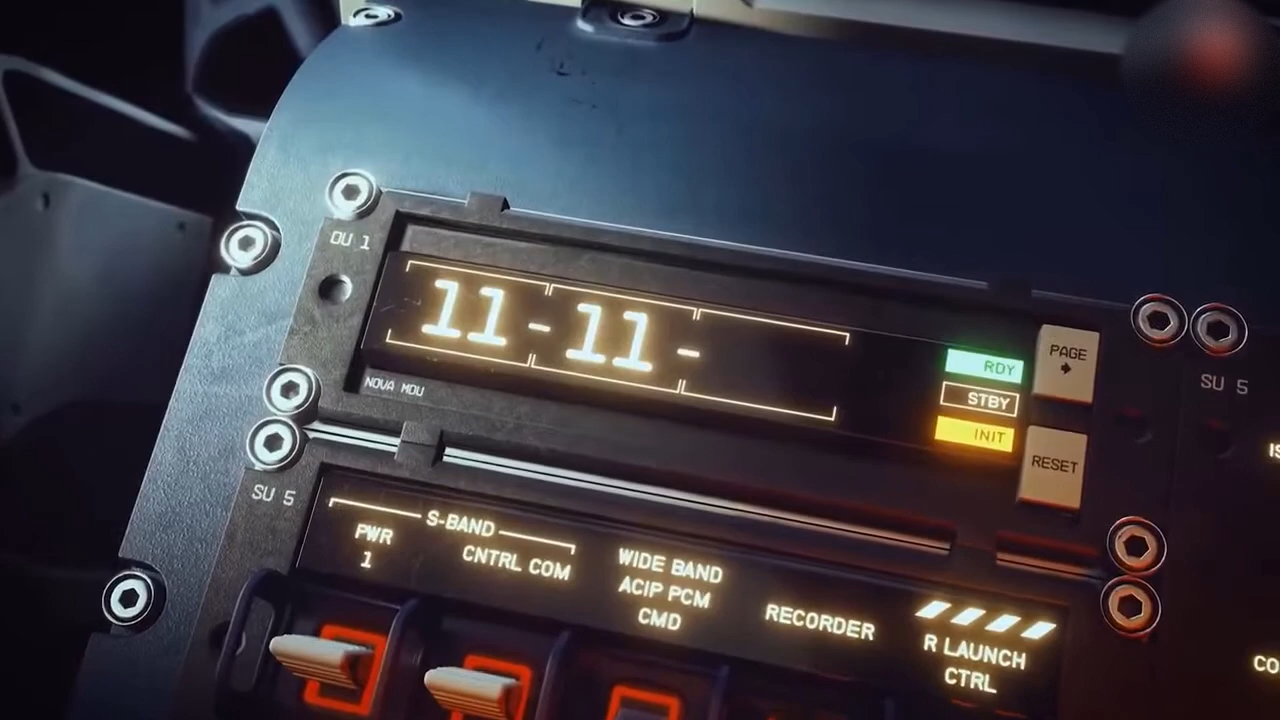 OU 1
11-11-
NOVA MDU
RDY
STBY
INIT
PAGE
RESET
SU 5
SU 5
S-BAND
PWR
1
CNTRL COM
WIDE BAND
ACIP PCM
CMD
RECORDER
R LAUNCH
CTRL